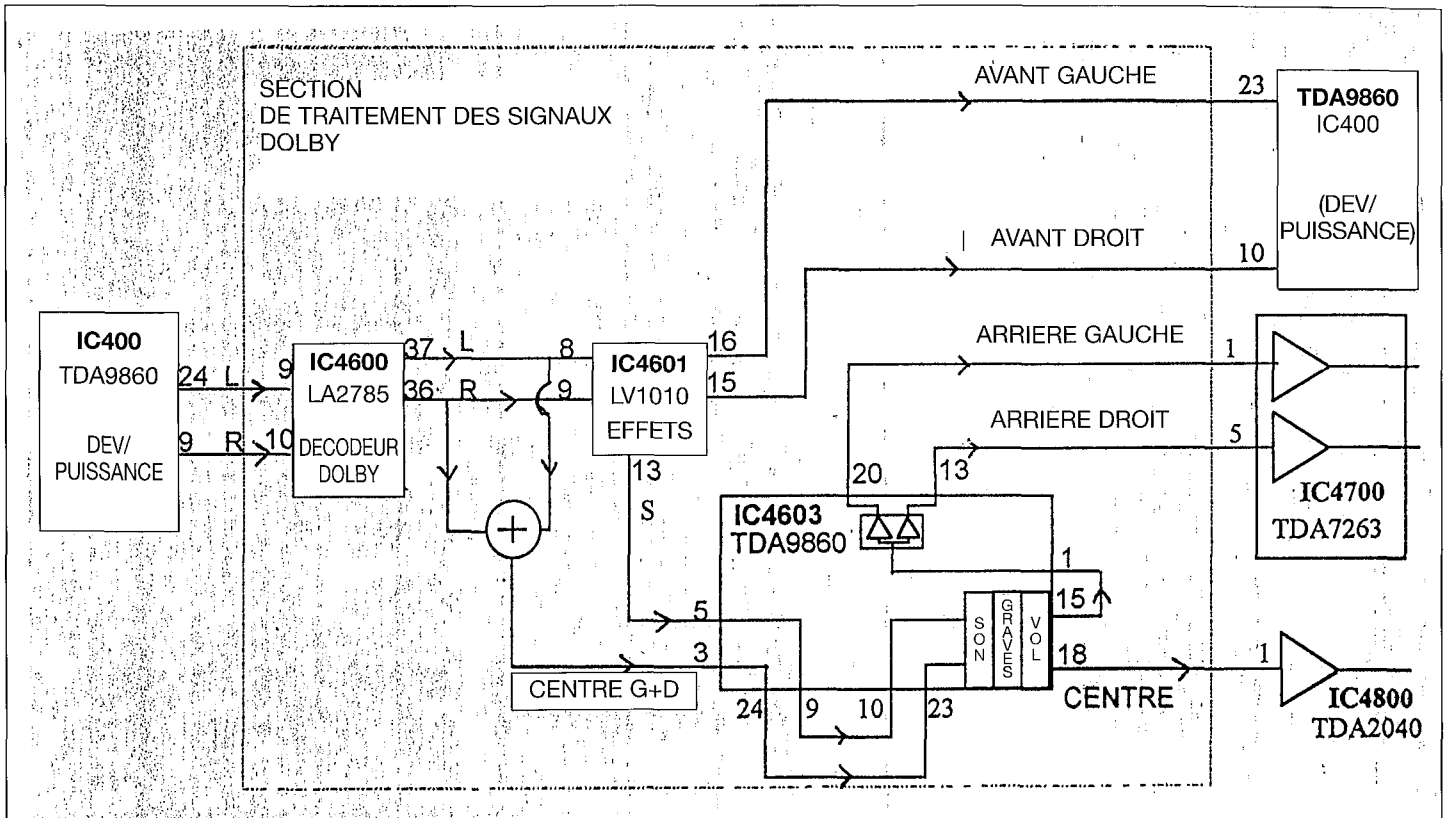 SECTION
DE TRAITEMENT DES SIGNAUX
DOLBY
AVANT GAUCHE
23
TDA9860
IC400
(DEV/
PUISSANCE)
AVANT DROIT
10
IC400
TDA9860
DEV/
PUISSANCE
24 L
9 R
9
10
IC4600
LA2785
DECODEUR
DOLBY
37 L
36 R
8
9
IC4601
LV1010
EFFETS
16
15
13
S
ARRIERE GAUCHE
1
ARRIERE DROIT
5
IC4700
TDA7263
20
13
IC4603
TDA9860
1
15
18
5
3
SON
GRAVES
VOL
CENTRE G+D
24
9
10
23
CENTRE
1
IC4800
TDA2040
+